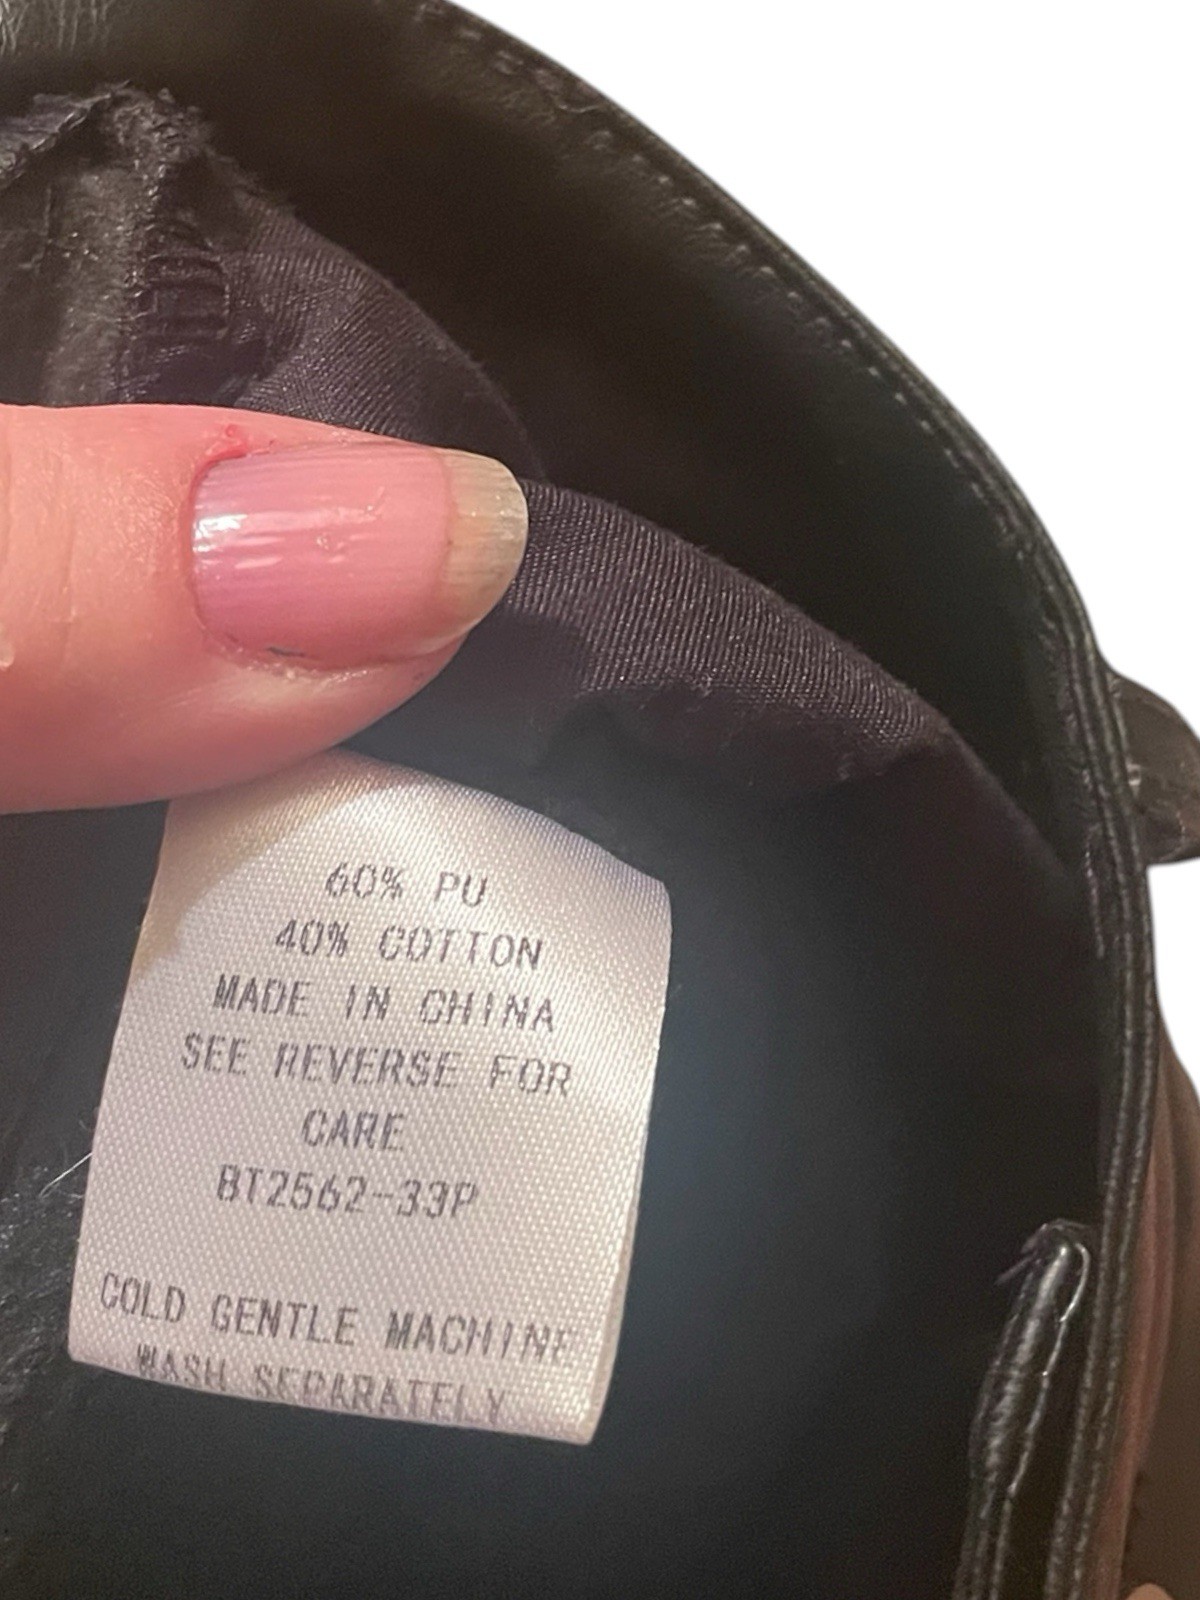 60% PU
40% COTTON
MADE IN CHINA
SEE REVERSE FOR
CARE
BT2562-33P
COLD GENTLE MACHINE
WASH SEPARATELY